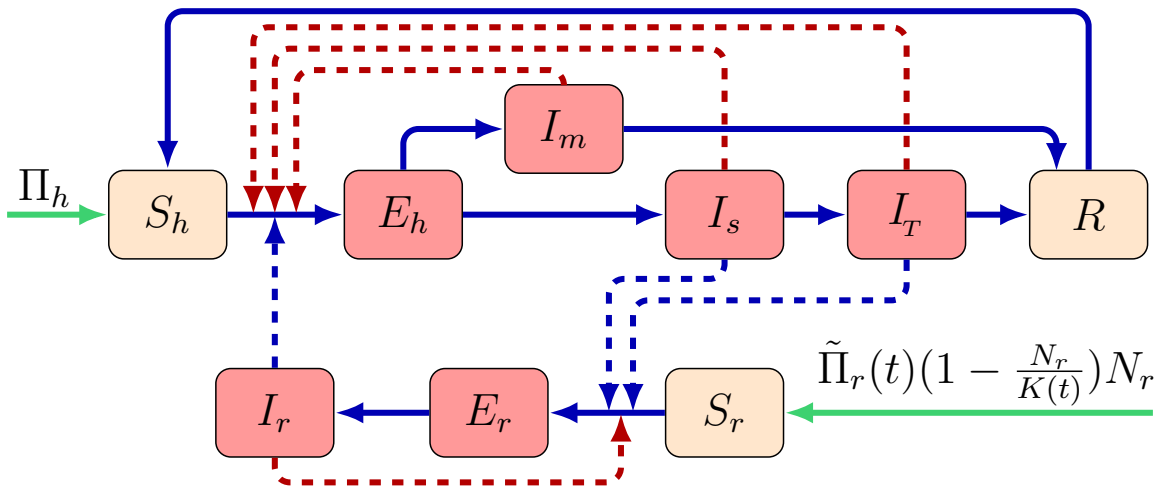 I_m
Π_h
S_h
E_h
I_s
I_T
R
Π̃_r(t)(1 − N_r/K(t))N_r
I_r
E_r
S_r